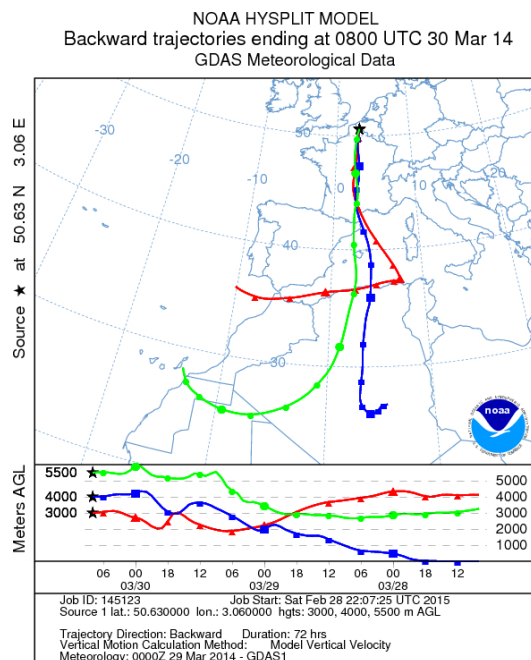 NOAA HYSPLIT MODEL
Backward trajectories ending at 0800 UTC 30 Mar 14
GDAS Meteorological Data
Source ★ at 50.63 N 3.06 E
-30
-20
-10
0
10
20
50
40
30
noaa
Meters AGL
5500
4000
3000
5000
4000
3000
2000
1000
06 00 18 12 06 00 18 12 06 00 18 12
03/30 03/29 03/28
Job ID: 145123 Job Start: Sat Feb 28 22:07:25 UTC 2015
Source 1 lat.: 50.630000 lon.: 3.060000 hgts: 3000, 4000, 5500 m AGL
Trajectory Direction: Backward Duration: 72 hrs
Vertical Motion Calculation Method: Model Vertical Velocity
Meteorology: 0000Z 29 Mar 2014 - GDAS1